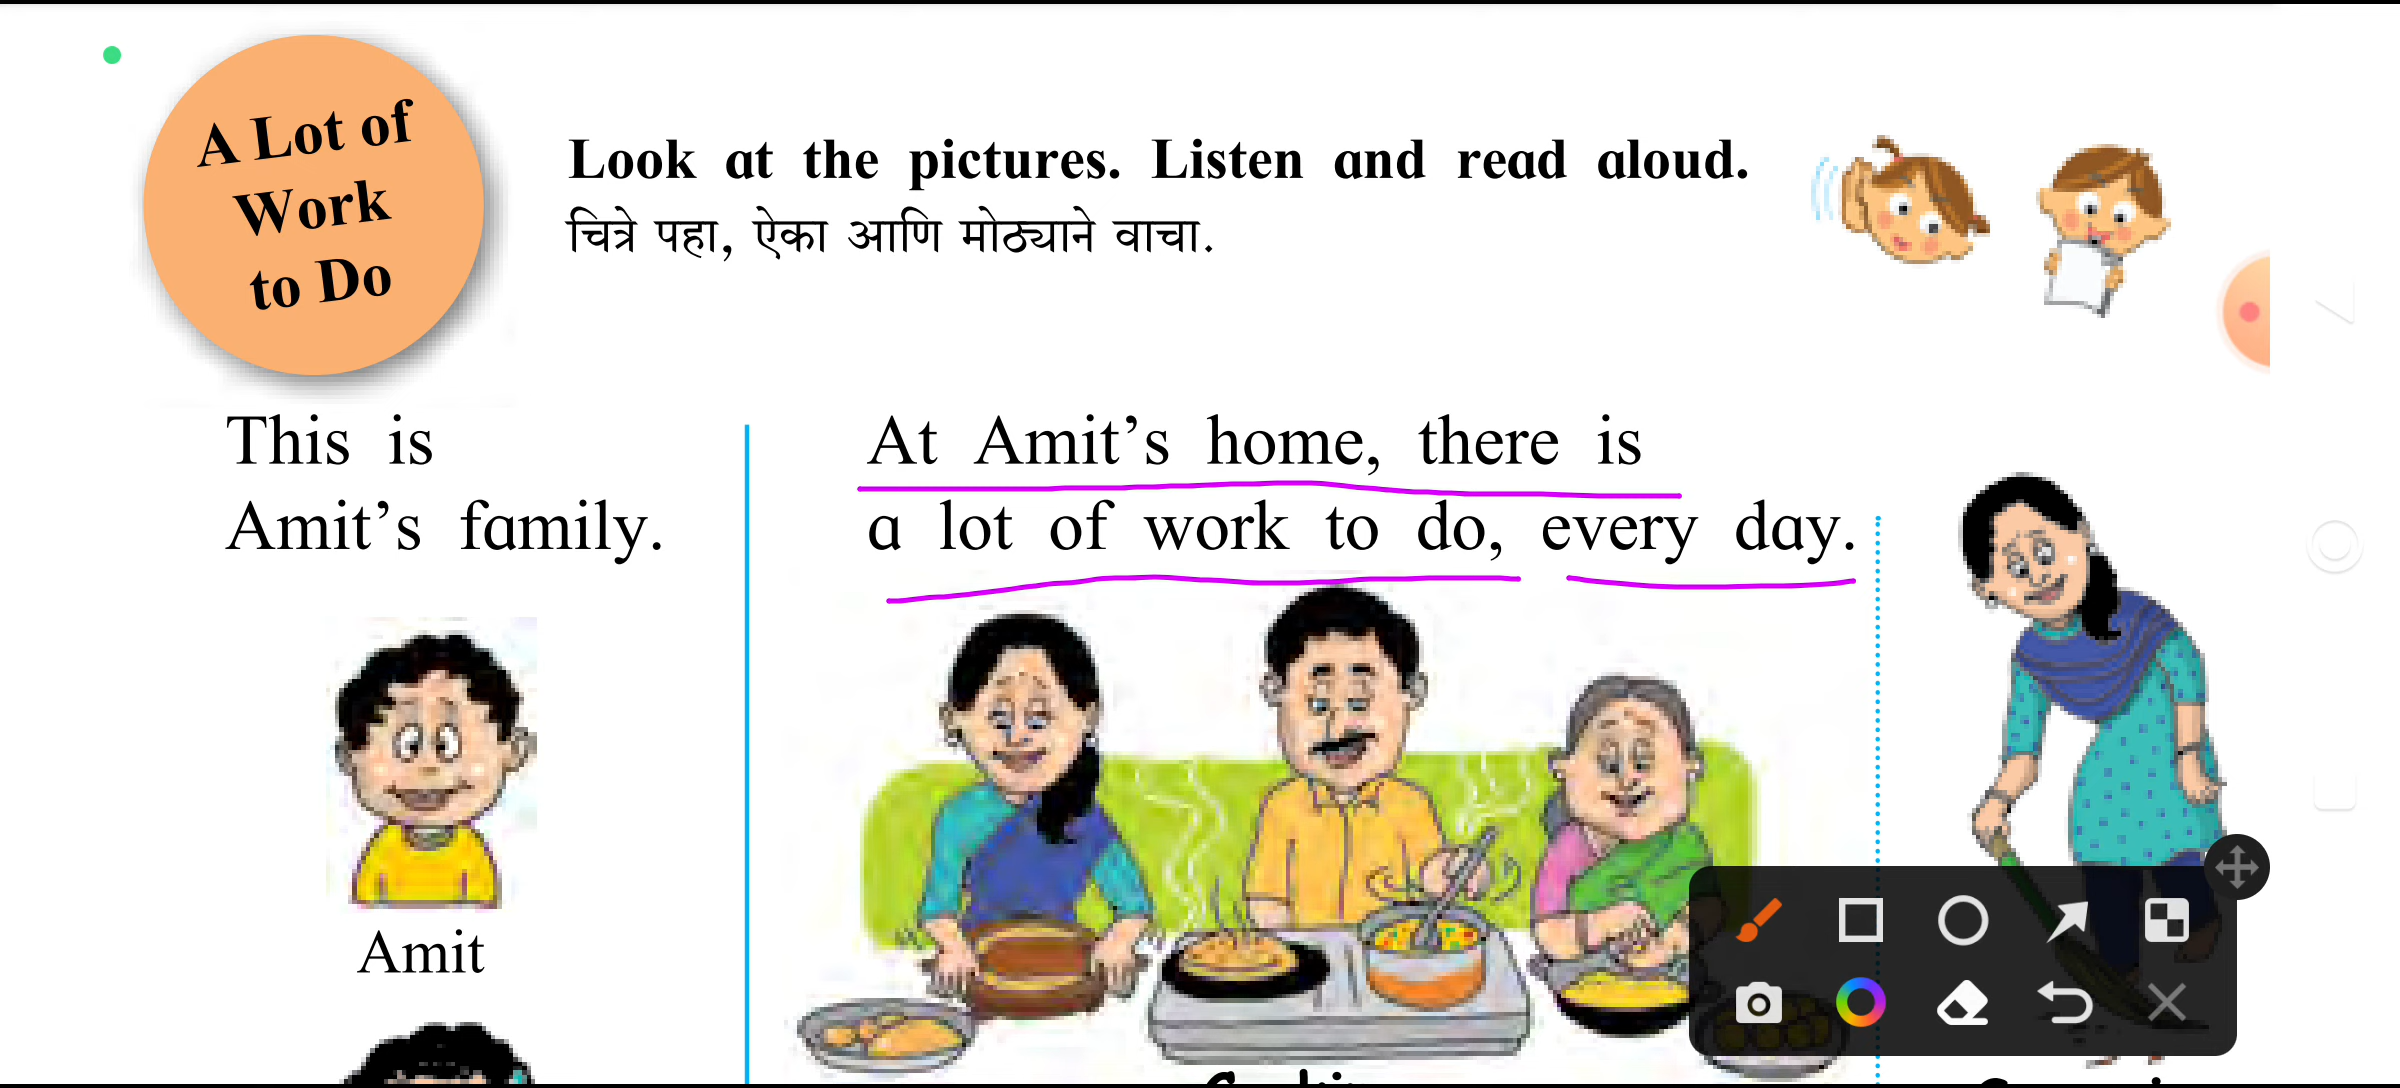 A Lot of
Work
to Do
Look at the pictures. Listen and read aloud.
चित्रे पहा, ऐका आणि मोठ्याने वाचा.
This is
Amit’s family.
Amit
At Amit’s home, there is
a lot of work to do, every day.